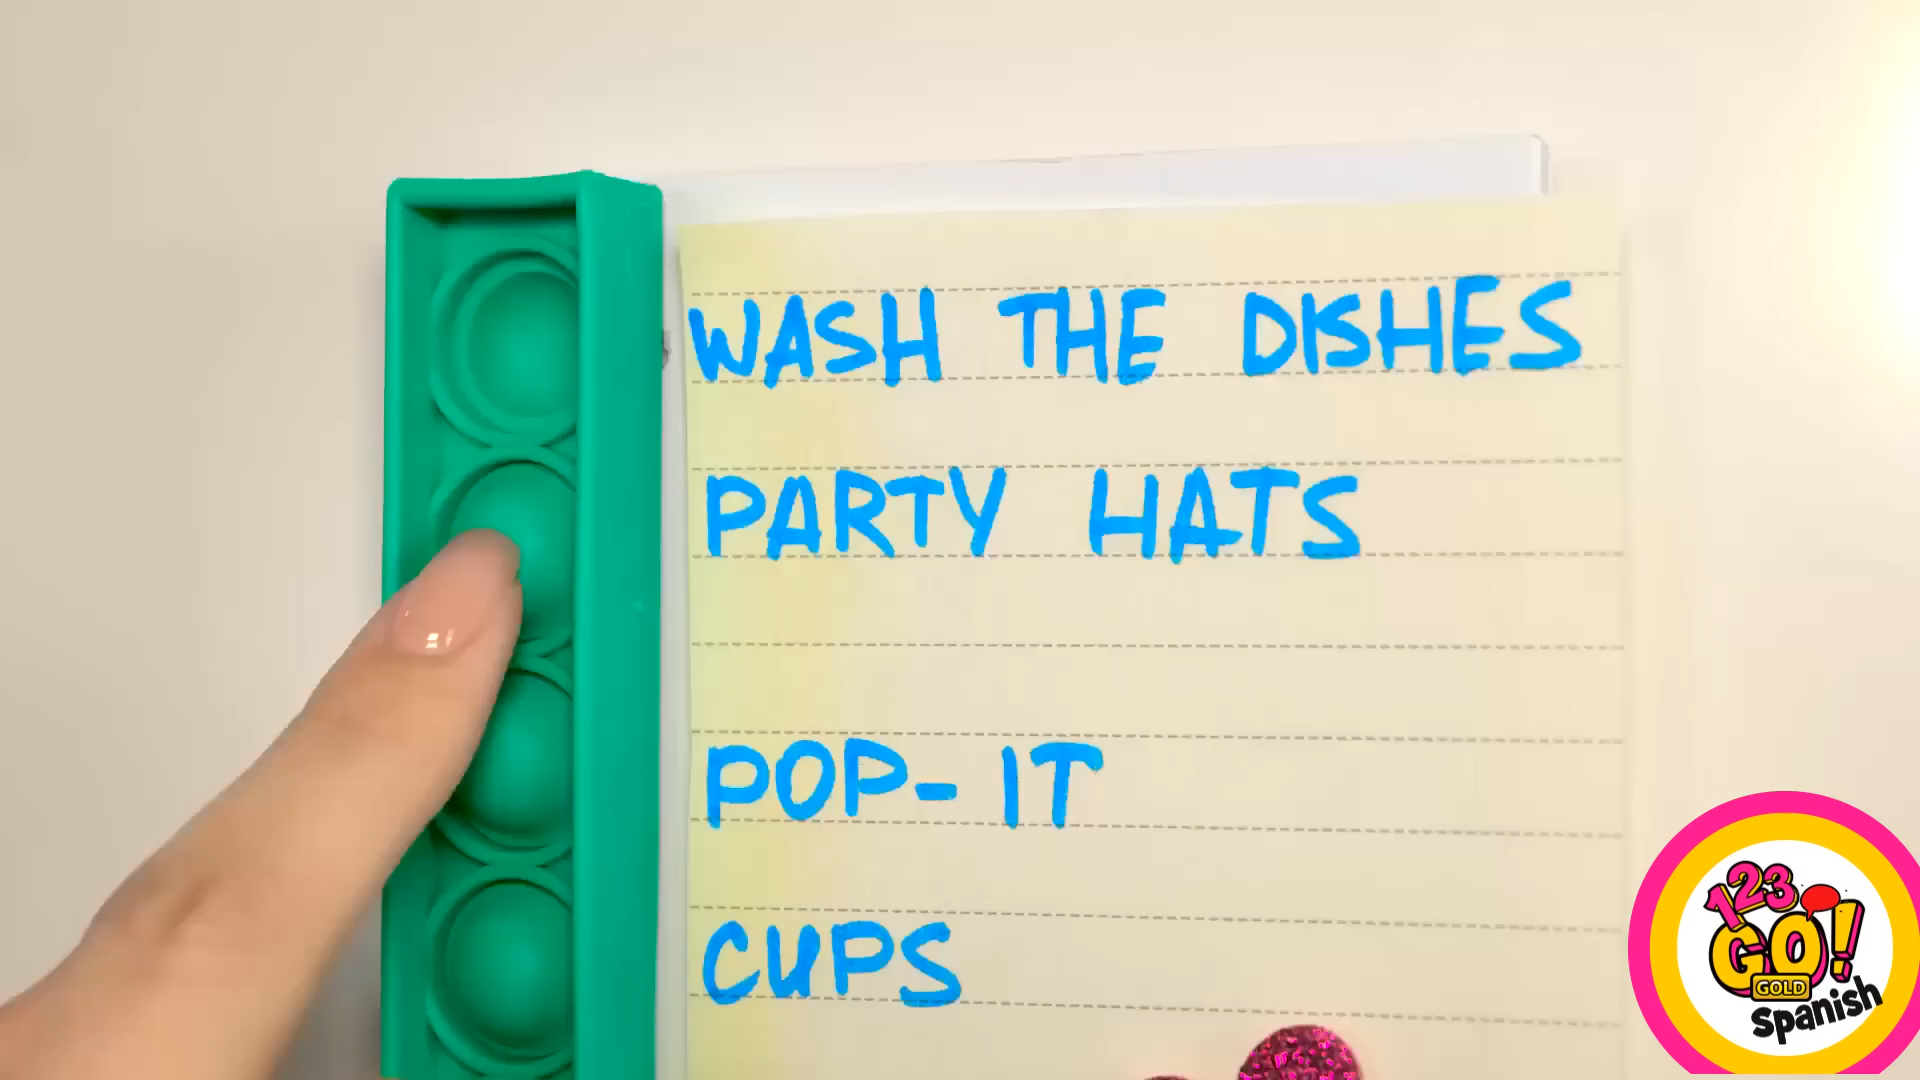 WASH THE DISHES
PARTY HATS
POP-IT
CUPS
123
GO!
GOLD
Spanish